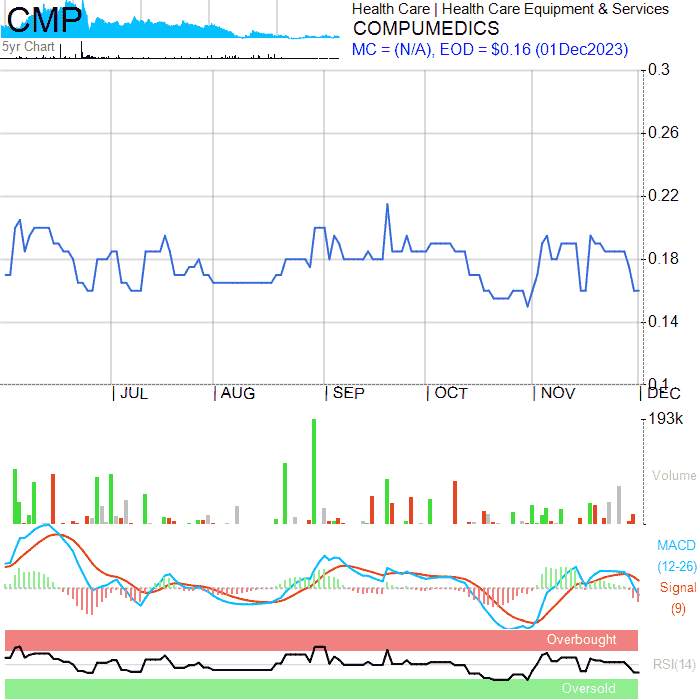 CMP
5yr Chart
Health Care | Health Care Equipment & Services
COMPUMEDICS
MC = (N/A), EOD = $0.16 (01Dec2023)
0.3
0.26
0.22
0.18
0.14
0.1
JUL
AUG
SEP
OCT
NOV
DEC
193k
Volume
MACD
(12-26)
Signal
(9)
Overbought
RSI(14)
Oversold